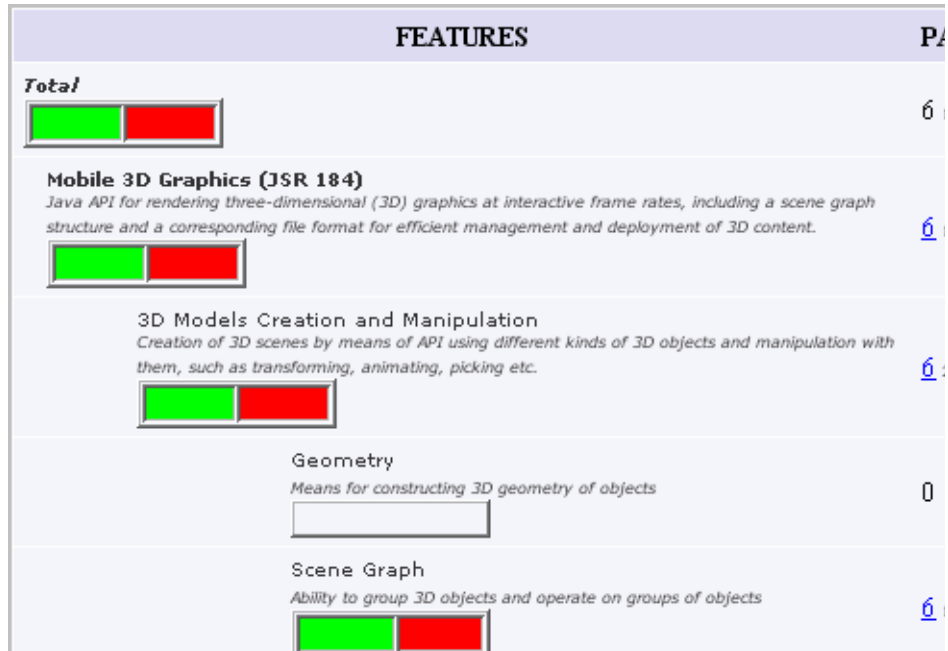 FEATURES
Total
6
Mobile 3D Graphics (JSR 184)
Java API for rendering three-dimensional (3D) graphics at interactive frame rates, including a scene graph
structure and a corresponding file format for efficient management and deployment of 3D content.
6
3D Models Creation and Manipulation
Creation of 3D scenes by means of API using different kinds of 3D objects and manipulation with
them, such as transforming, animating, picking etc.
6
Geometry
Means for constructing 3D geometry of objects
0
Scene Graph
Ability to group 3D objects and operate on groups of objects
6